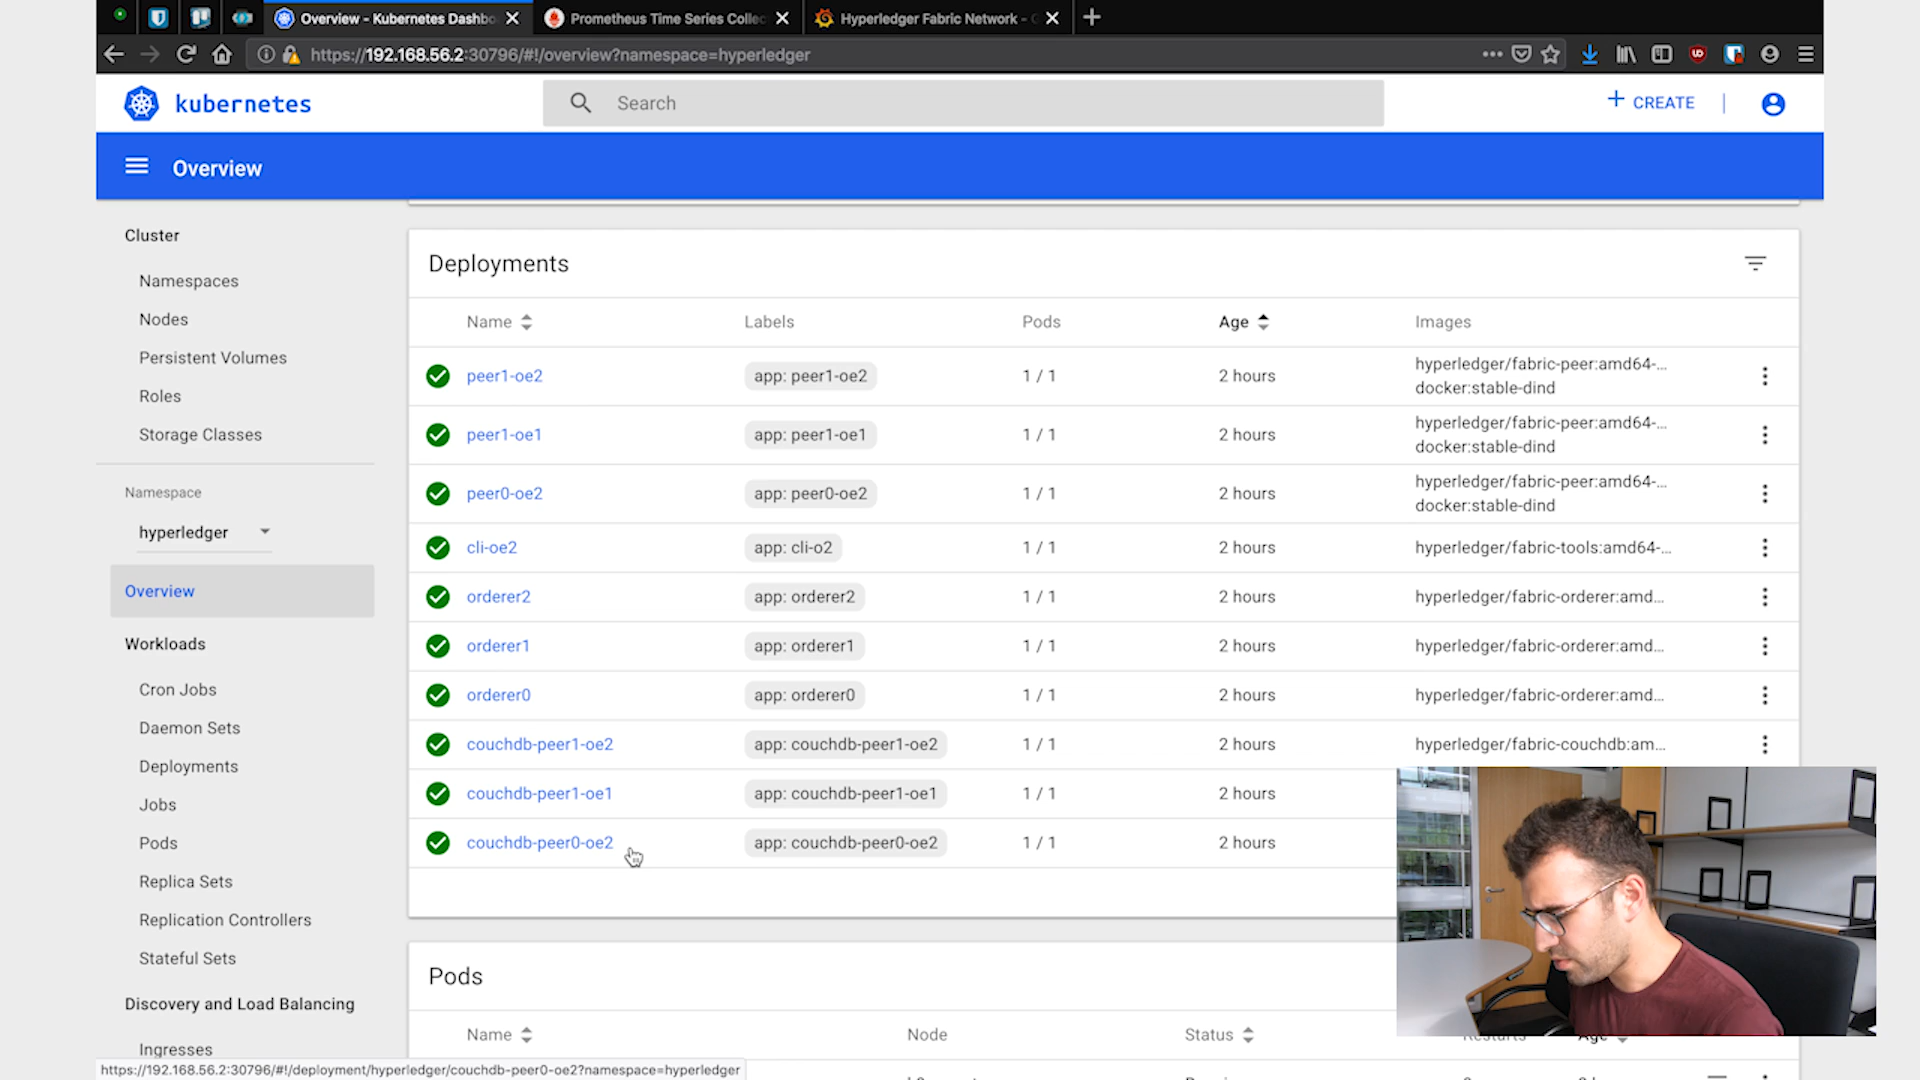 Overview - Kubernetes Dashbo
Prometheus Time Series Collec
Hyperledger Fabric Network -
https://192.168.56.2:30796/#!/overview?namespace=hyperledger
kubernetes
Search
+ CREATE
Overview
Cluster
Namespaces
Nodes
Persistent Volumes
Roles
Storage Classes
Namespace
hyperledger
Overview
Workloads
Cron Jobs
Daemon Sets
Deployments
Jobs
Pods
Replica Sets
Replication Controllers
Stateful Sets
Discovery and Load Balancing
Ingresses
Deployments
Name Labels Pods Age Images
peer1-oe2 app: peer1-oe2 1 / 1 2 hours hyperledger/fabric-peer:amd64-...
docker:stable-dind
peer1-oe1 app: peer1-oe1 1 / 1 2 hours hyperledger/fabric-peer:amd64-...
docker:stable-dind
peer0-oe2 app: peer0-oe2 1 / 1 2 hours hyperledger/fabric-peer:amd64-...
docker:stable-dind
cli-oe2 app: cli-o2 1 / 1 2 hours hyperledger/fabric-tools:amd64-...
orderer2 app: orderer2 1 / 1 2 hours hyperledger/fabric-orderer:amd...
orderer1 app: orderer1 1 / 1 2 hours hyperledger/fabric-orderer:amd...
orderer0 app: orderer0 1 / 1 2 hours hyperledger/fabric-orderer:amd...
couchdb-peer1-oe2 app: couchdb-peer1-oe2 1 / 1 2 hours hyperledger/fabric-couchdb:am...
couchdb-peer1-oe1 app: couchdb-peer1-oe1 1 / 1 2 hours
couchdb-peer0-oe2 app: couchdb-peer0-oe2 1 / 1 2 hours
Pods
Name Node Status Restarts Age
https://192.168.56.2:30796/#!/deployment/hyperledger/couchdb-peer0-oe2?namespace=hyperledger